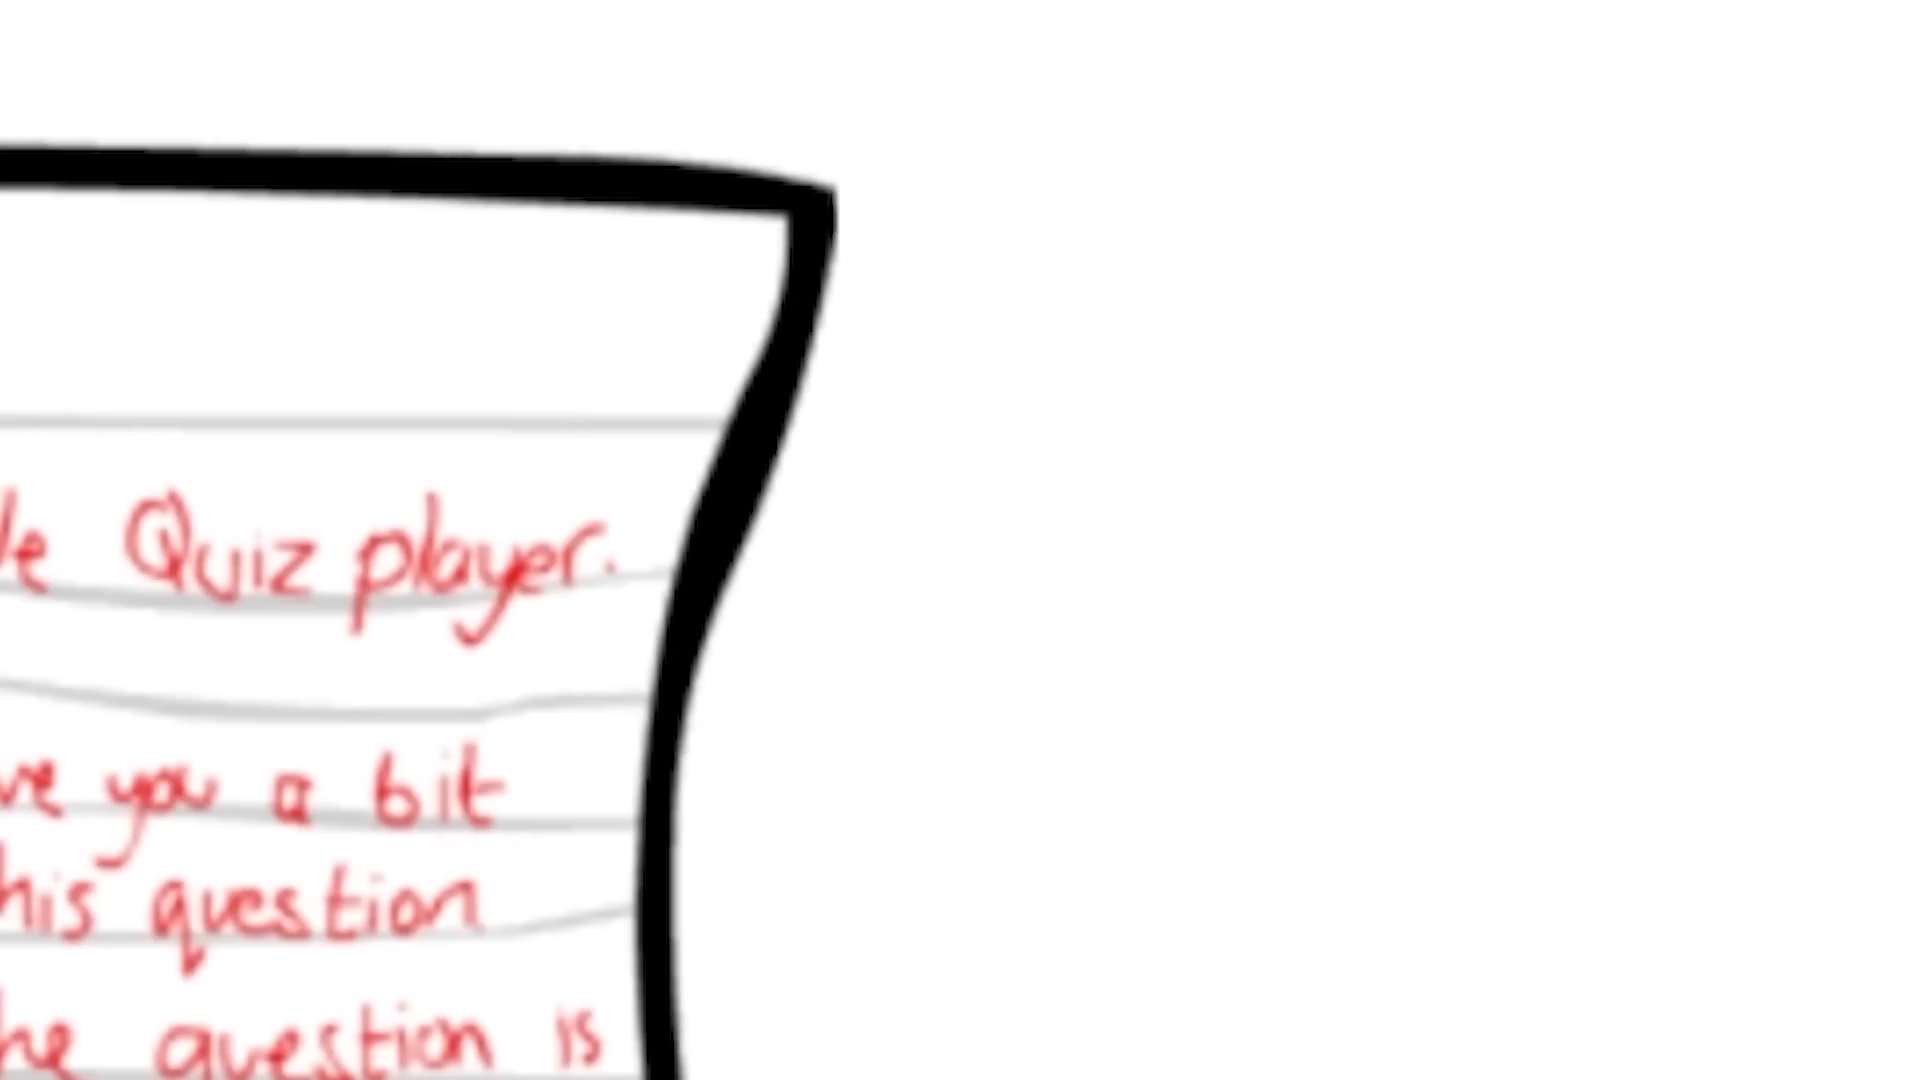 le Quiz player.
ve you a bit
his question
he question is